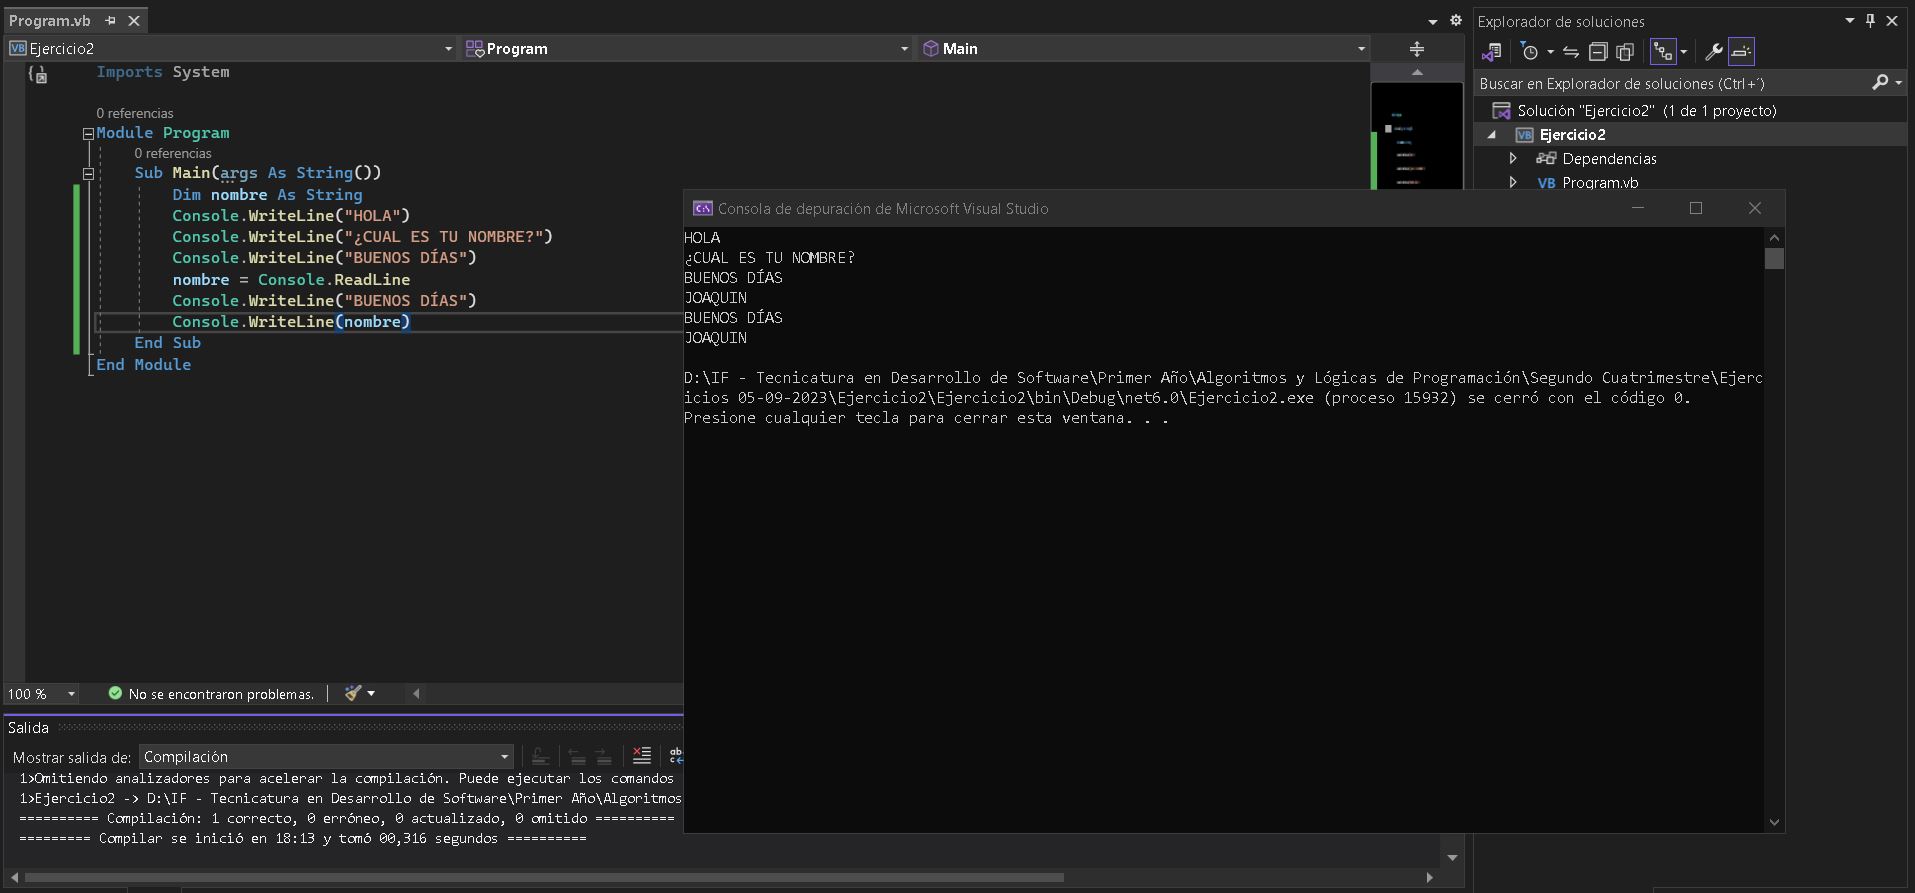 Program.vb
Ejercicio2
Program
Main
Imports System
0 referencias
Module Program
0 referencias
Sub Main(args As String())
Dim nombre As String
Console.WriteLine("HOLA")
Console.WriteLine("¿CUAL ES TU NOMBRE?")
Console.WriteLine("BUENOS DÍAS")
nombre = Console.ReadLine
Console.WriteLine("BUENOS DÍAS")
Console.WriteLine(nombre)
End Sub
End Module
100 %
No se encontraron problemas.
Explorador de soluciones
Buscar en Explorador de soluciones (Ctrl+´)
Solución "Ejercicio2" (1 de 1 proyecto)
VB Ejercicio2
Dependencias
VB Program.vb
Consola de depuración de Microsoft Visual Studio
HOLA
¿CUAL ES TU NOMBRE?
BUENOS DÍAS
JOAQUIN
BUENOS DÍAS
JOAQUIN
D:\IF - Tecnicatura en Desarrollo de Software\Primer Año\Algoritmos y Lógicas de Programación\Segundo Cuatrimestre\Ejerc
icios 05-09-2023\Ejercicio2\Ejercicio2\bin\Debug\net6.0\Ejercicio2.exe (proceso 15932) se cerró con el código 0.
Presione cualquier tecla para cerrar esta ventana. . .
Salida
Mostrar salida de: Compilación
1>Omitiendo analizadores para acelerar la compilación. Puede ejecutar los comandos
1>Ejercicio2 -> D:\IF - Tecnicatura en Desarrollo de Software\Primer Año\Algoritmos
========== Compilación: 1 correcto, 0 erróneo, 0 actualizado, 0 omitido ==========
========= Compilar se inició en 18:13 y tomó 00,316 segundos ==========